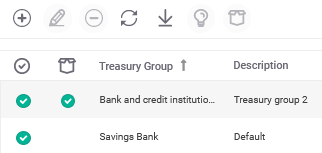 Treasury Group ↑ Description
Bank and credit institutio... Treasury group 2
Savings Bank Default